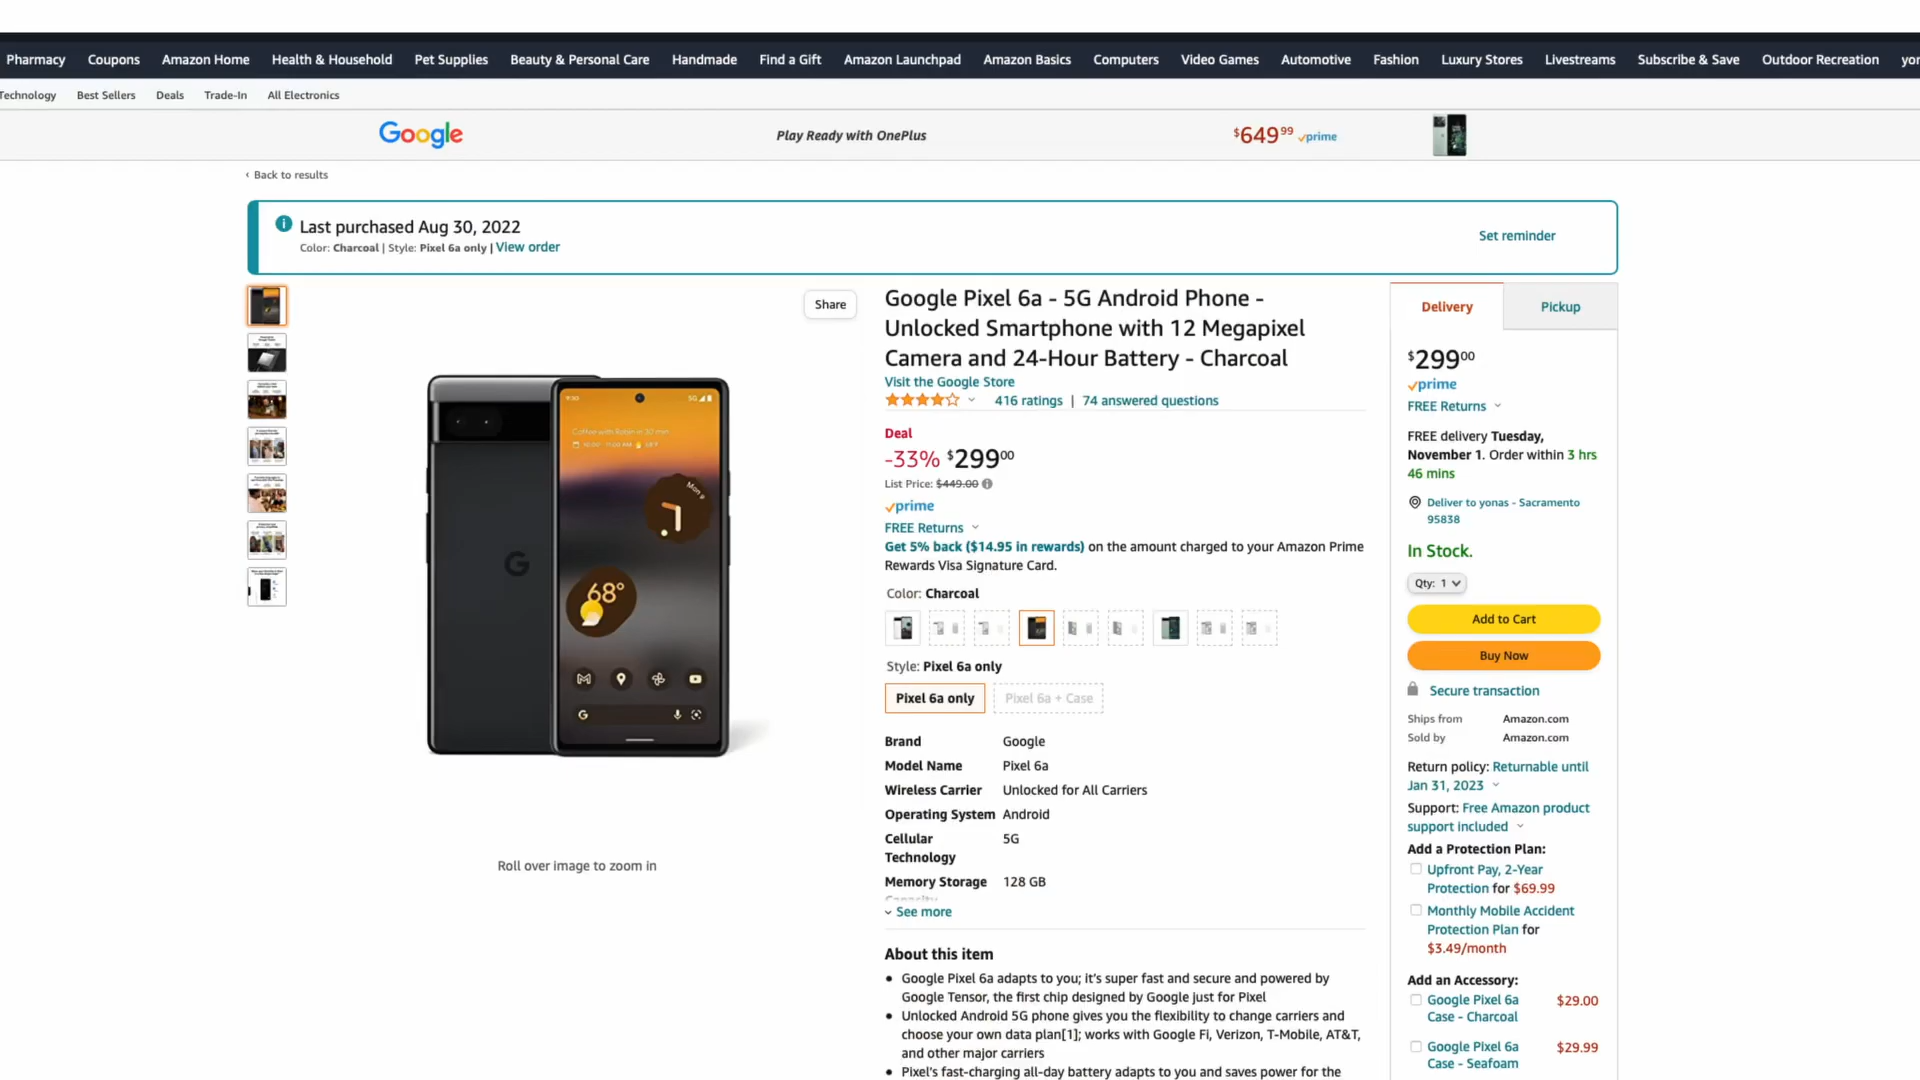 Pharmacy Coupons Amazon Home Health & Household Pet Supplies Beauty & Personal Care Handmade Find a Gift Amazon Launchpad Amazon Basics Computers Video Games Automotive Fashion Luxury Stores Livestreams Subscribe & Save Outdoor Recreation
Technology Best Sellers Deals Trade-In All Electronics
Google Play Ready with OnePlus $649 99 prime
‹ Back to results
Last purchased Aug 30, 2022
Color: Charcoal | Style: Pixel 6a only | View order
Set reminder
Share
9:30 5G
Coffee with Robin in 30 min
Mon 9
68°
G
G
Roll over image to zoom in
Google Pixel 6a - 5G Android Phone -
Unlocked Smartphone with 12 Megapixel
Camera and 24-Hour Battery - Charcoal
Visit the Google Store
416 ratings | 74 answered questions
Deal
-33% $299 00
List Price: $449.00
prime
FREE Returns
Get 5% back ($14.95 in rewards) on the amount charged to your Amazon Prime
Rewards Visa Signature Card.
Color: Charcoal
Style: Pixel 6a only
Pixel 6a only Pixel 6a + Case
Brand Google
Model Name Pixel 6a
Wireless Carrier Unlocked for All Carriers
Operating System Android
Cellular 5G
Technology
Memory Storage 128 GB
Capacity
See more
About this item
• Google Pixel 6a adapts to you; it's super fast and secure and powered by
Google Tensor, the first chip designed by Google just for Pixel
• Unlocked Android 5G phone gives you the flexibility to change carriers and
choose your own data plan[1]; works with Google Fi, Verizon, T-Mobile, AT&T,
and other major carriers
• Pixel's fast-charging all-day battery adapts to you and saves power for the
Delivery Pickup
$299 00
prime
FREE Returns
FREE delivery Tuesday,
November 1. Order within 3 hrs
46 mins
Deliver to yonas - Sacramento
95838
In Stock.
Qty: 1
Add to Cart
Buy Now
Secure transaction
Ships from Amazon.com
Sold by Amazon.com
Return policy: Returnable until
Jan 31, 2023
Support: Free Amazon product
support included
Add a Protection Plan:
Upfront Pay, 2-Year
Protection for $69.99
Monthly Mobile Accident
Protection Plan for
$3.49/month
Add an Accessory:
Google Pixel 6a $29.00
Case - Charcoal
Google Pixel 6a $29.99
Case - Seafoam